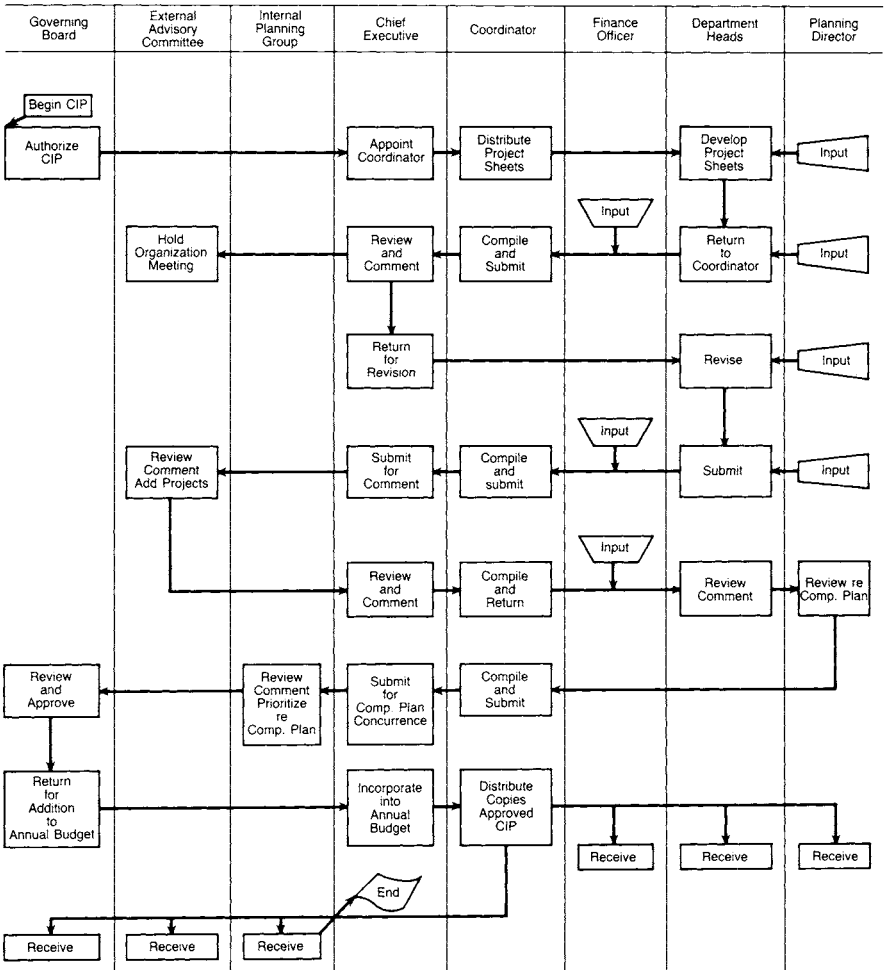 Governing
Board
External
Advisory
Committee
Internal
Planning
Group
Chief
Executive
Coordinator
Finance
Officer
Department
Heads
Planning
Director
Begin CIP
Authorize
CIP
Appoint
Coordinator
Distribute
Project
Sheets
Develop
Project
Sheets
Input
Hold
Organization
Meeting
Review
and
Comment
Compile
and
Submit
Input
Return
to
Coordinator
Input
Return
for
Revision
Revise
Input
Review
Comment
Add Projects
Submit
for
Comment
Compile
and
submit
Input
Submit
Input
Review
and
Comment
Compile
and
Return
Input
Review
Comment
Review re
Comp. Plan
Review
and
Approve
Review
Comment
Prioritize
re
Comp. Plan
Submit
for
Comp. Plan
Concurrence
Compile
and
Submit
Return
for
Addition
to
Annual Budget
Incorporate
into
Annual
Budget
Distribute
Copies
Approved
CIP
Receive
Receive
Receive
End
Receive
Receive
Receive